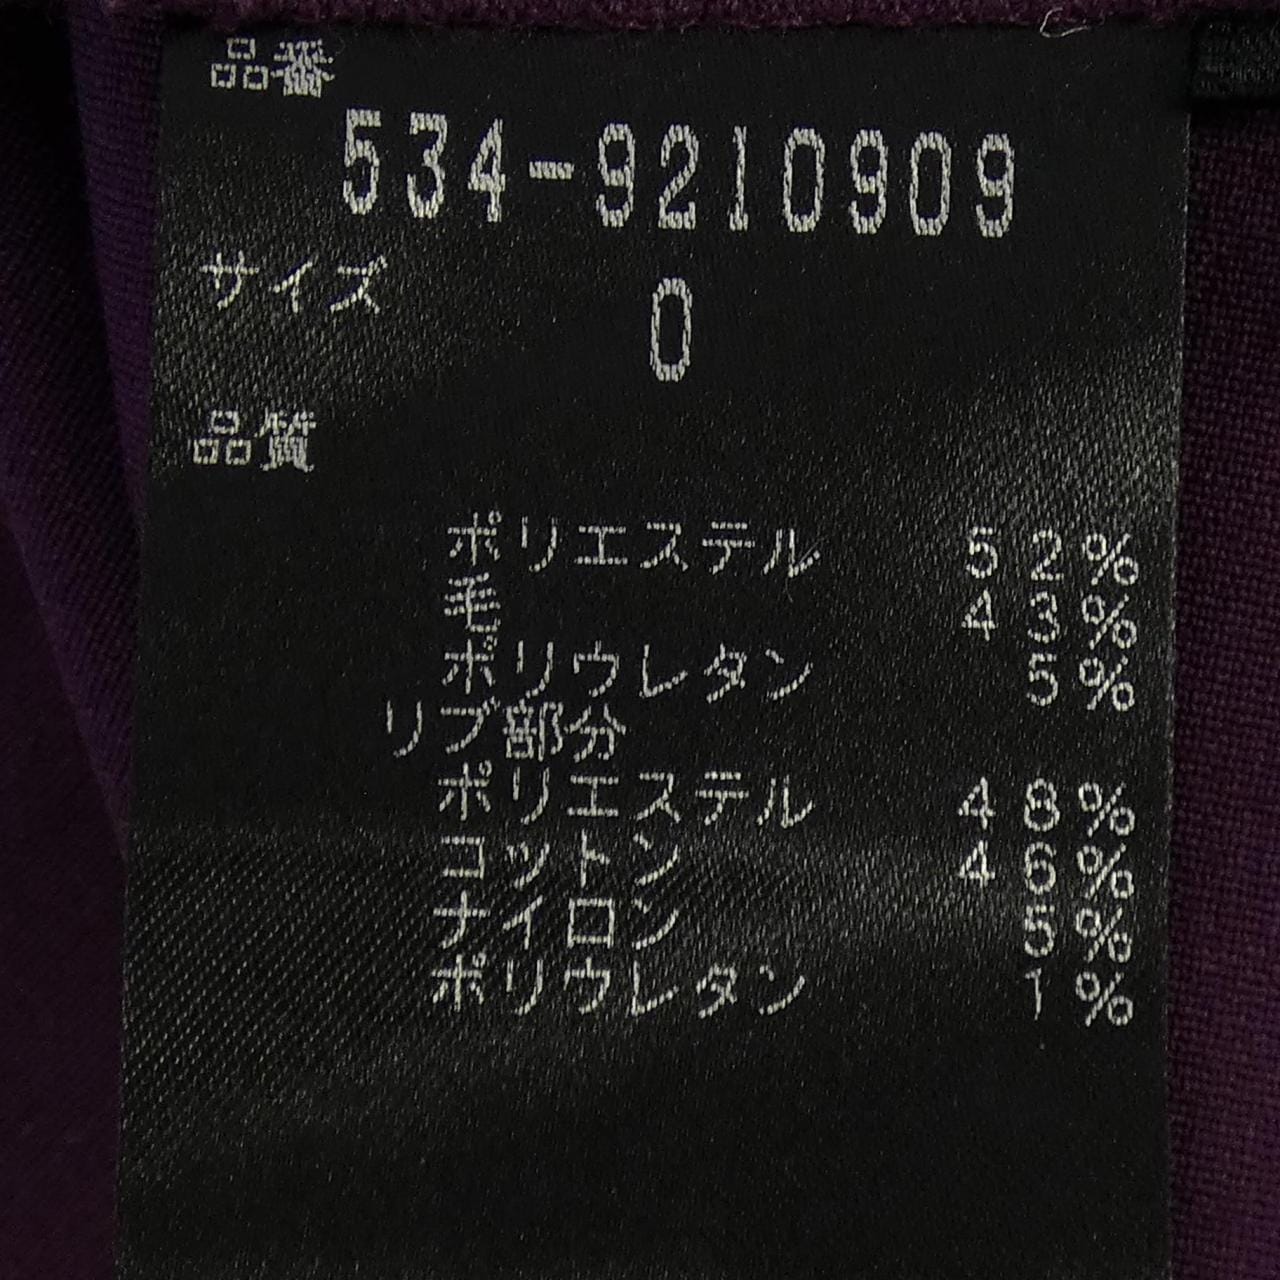 品番
534-9210909
サイズ 0
品質
ポリエステル 52%
毛 43%
ポリウレタン 5%
リブ部分
ポリエステル 48%
コットン 46%
ナイロン 5%
ポリウレタン 1%